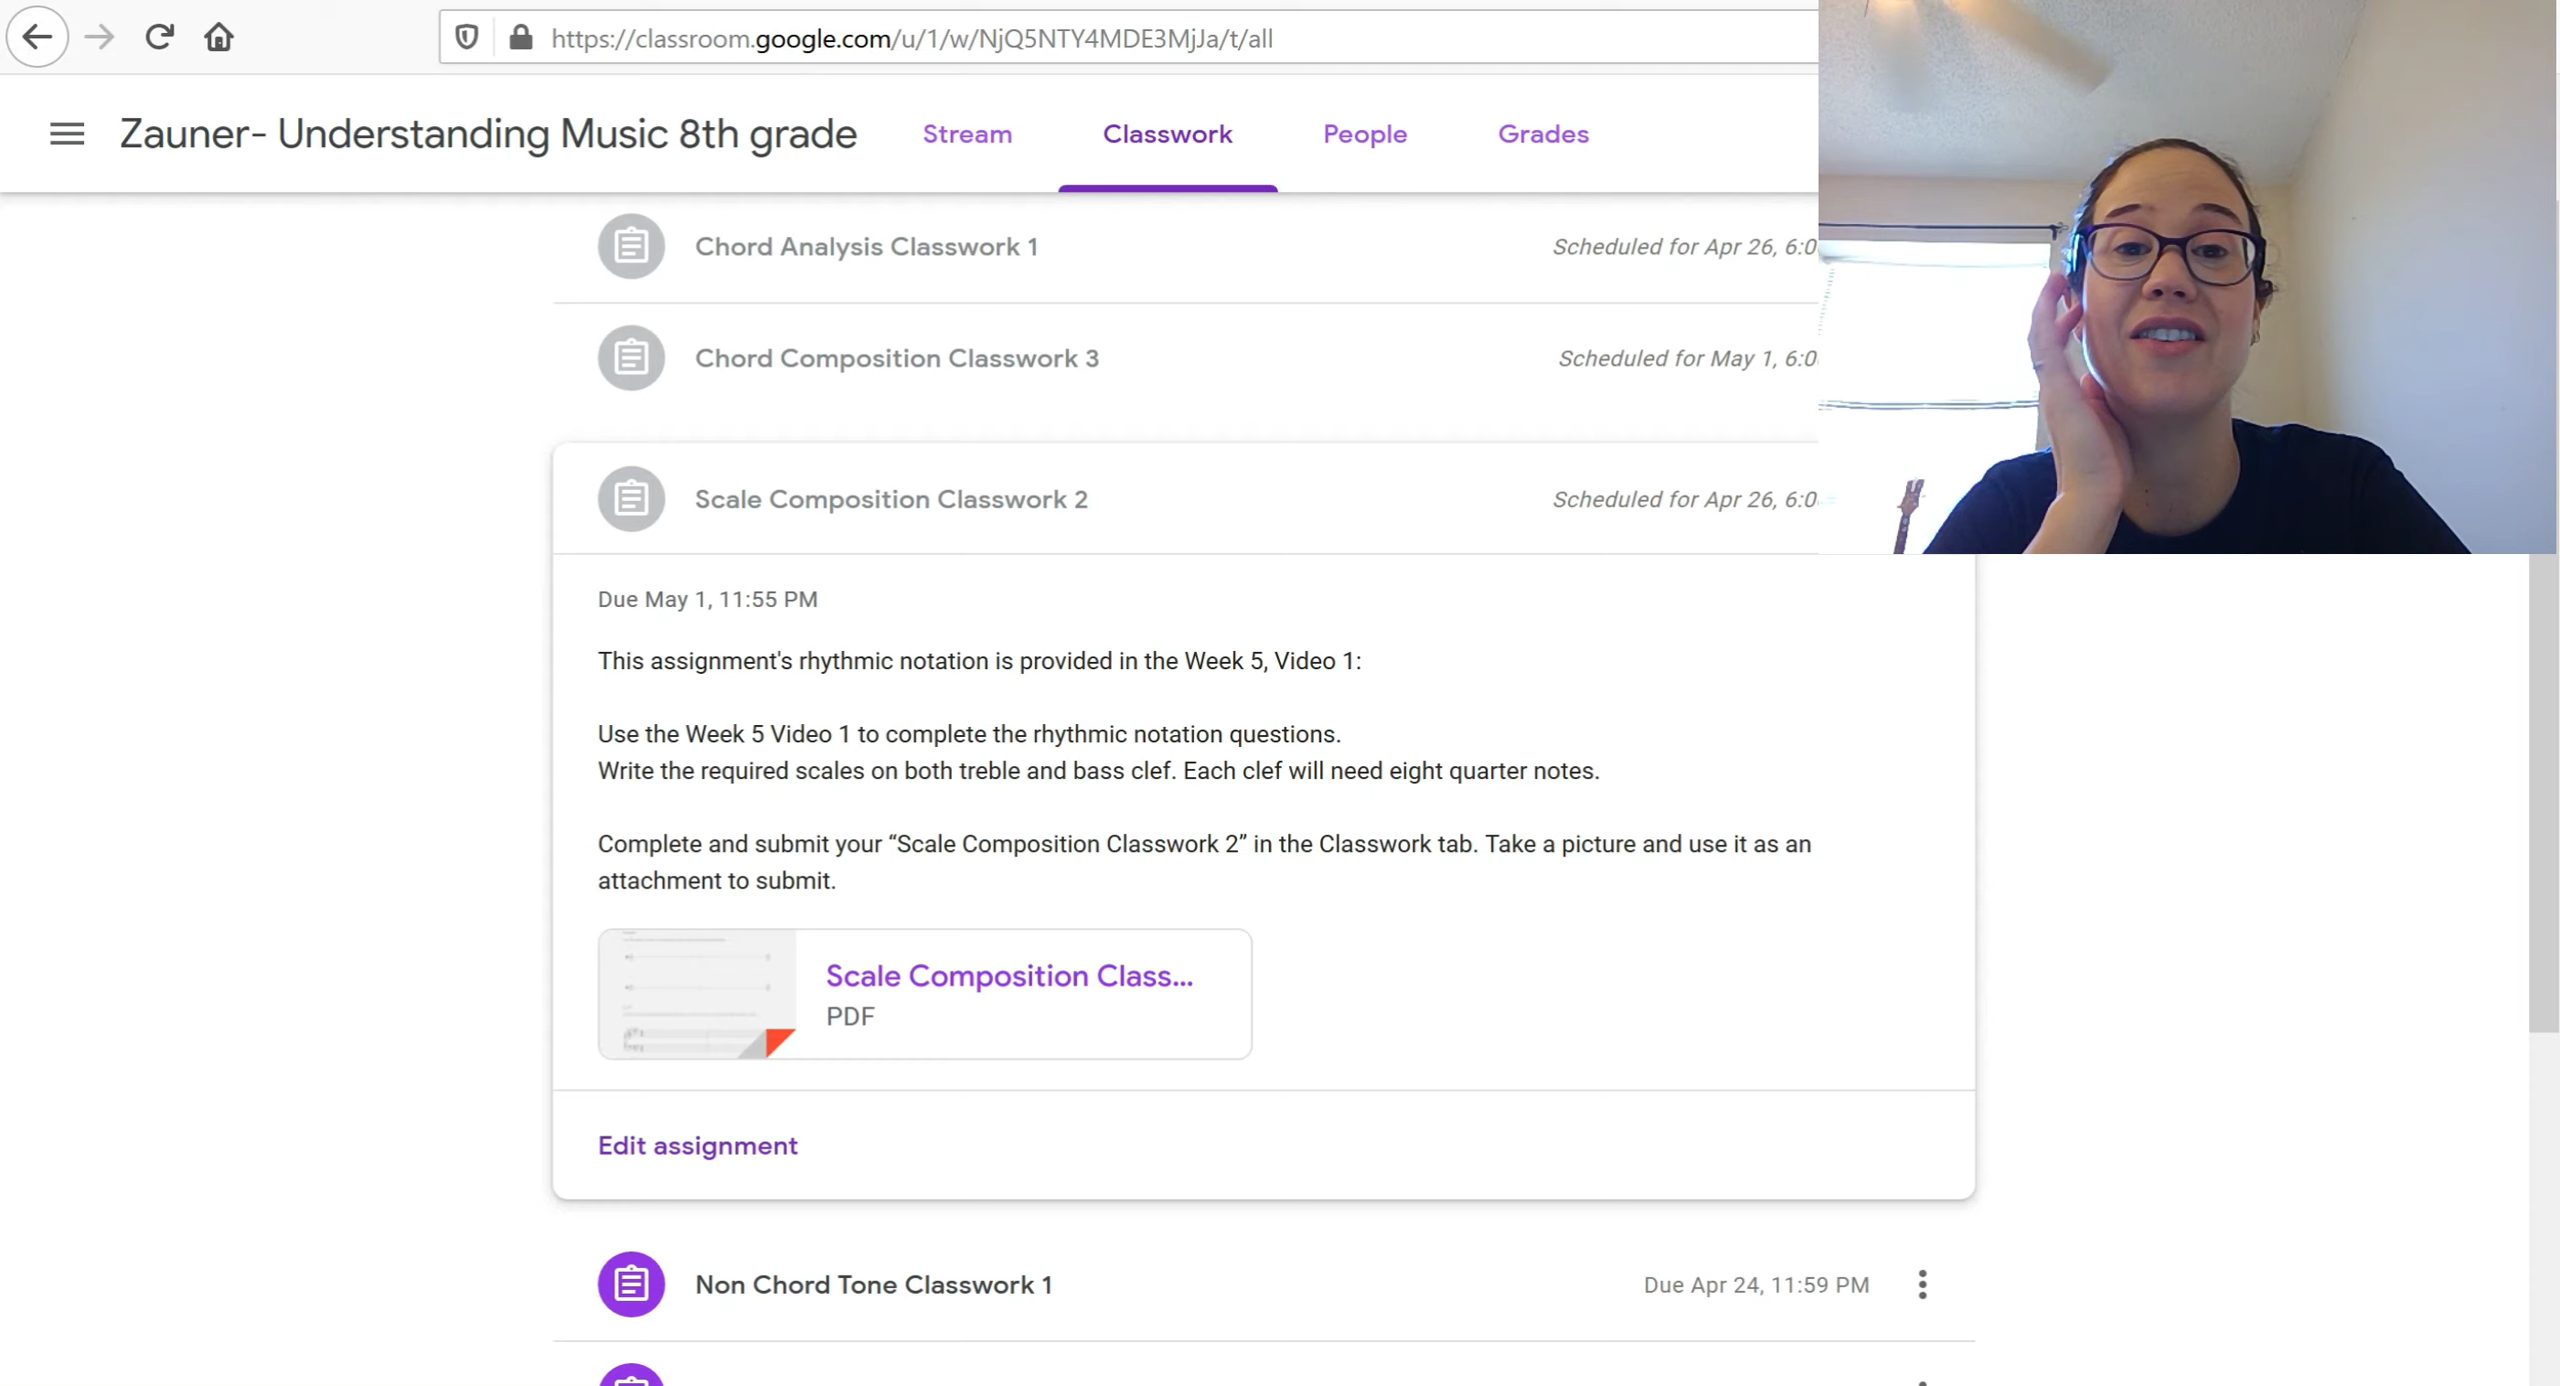 https://classroom.google.com/u/1/w/NjQ5NTY4MDE3MjJa/t/all
Zauner- Understanding Music 8th grade
Stream
Classwork
People
Grades
Chord Analysis Classwork 1
Scheduled for Apr 26, 6:0
Chord Composition Classwork 3
Scheduled for May 1, 6:0
Scale Composition Classwork 2
Scheduled for Apr 26, 6:0
Due May 1, 11:55 PM
This assignment's rhythmic notation is provided in the Week 5, Video 1:
Use the Week 5 Video 1 to complete the rhythmic notation questions.
Write the required scales on both treble and bass clef. Each clef will need eight quarter notes.
Complete and submit your “Scale Composition Classwork 2” in the Classwork tab. Take a picture and use it as an
attachment to submit.
Scale Composition Class...
PDF
Edit assignment
Non Chord Tone Classwork 1
Due Apr 24, 11:59 PM